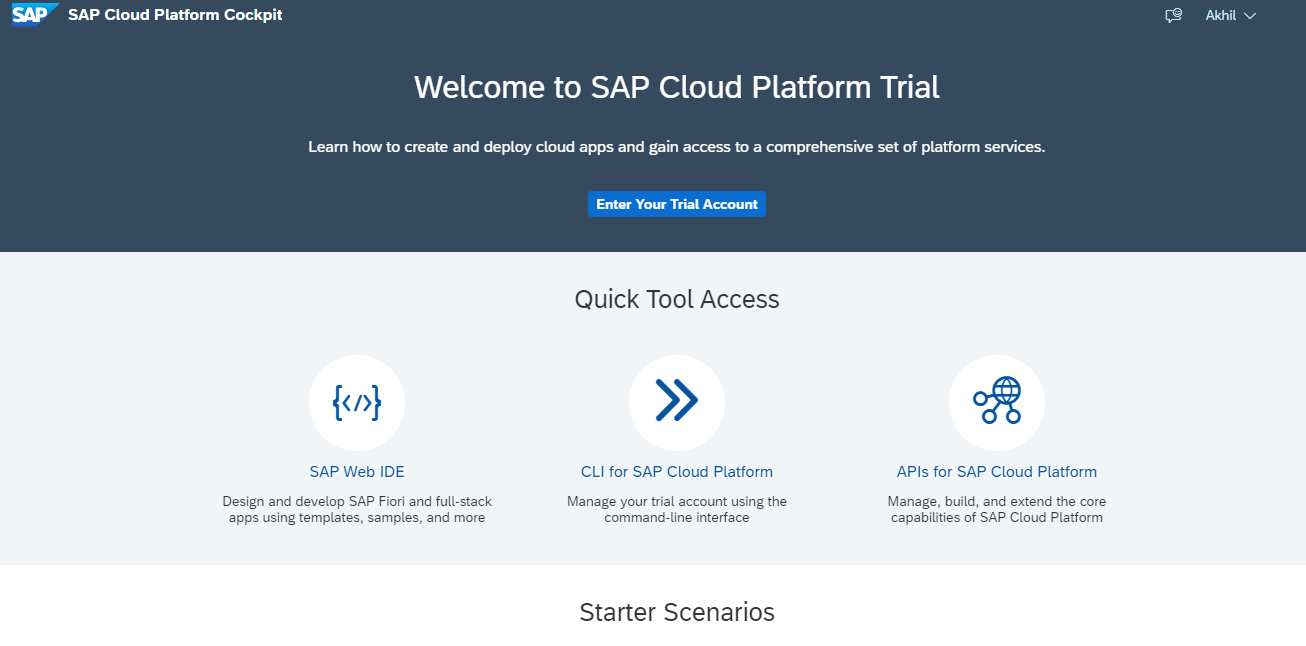 SAP SAP Cloud Platform Cockpit Akhil
Welcome to SAP Cloud Platform Trial
Learn how to create and deploy cloud apps and gain access to a comprehensive set of platform services.
Enter Your Trial Account
Quick Tool Access
SAP Web IDE
Design and develop SAP Fiori and full-stack
apps using templates, samples, and more
CLI for SAP Cloud Platform
Manage your trial account using the
command-line interface
APIs for SAP Cloud Platform
Manage, build, and extend the core
capabilities of SAP Cloud Platform
Starter Scenarios